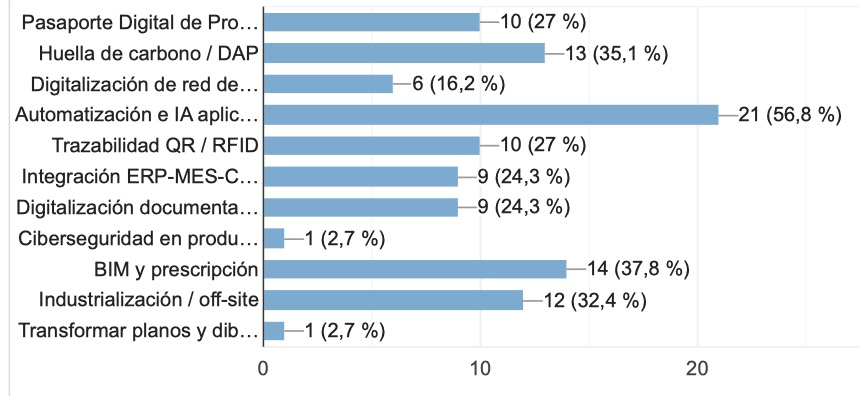 Pasaporte Digital de Pro… 10 (27 %)
Huella de carbono / DAP 13 (35,1 %)
Digitalización de red de… 6 (16,2 %)
Automatización e IA aplic… 21 (56,8 %)
Trazabilidad QR / RFID 10 (27 %)
Integración ERP-MES-C… 9 (24,3 %)
Digitalización documenta… 9 (24,3 %)
Ciberseguridad en produ… 1 (2,7 %)
BIM y prescripción 14 (37,8 %)
Industrialización / off-site 12 (32,4 %)
Transformar planos y dib… 1 (2,7 %)
0 10 20